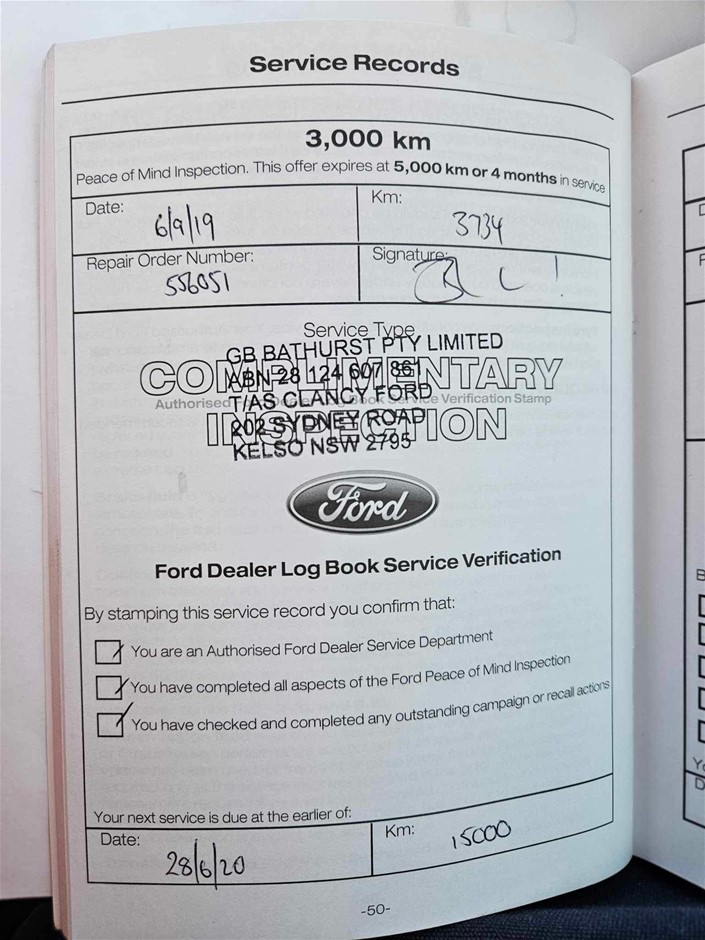 Service Records
3,000 km
Peace of Mind Inspection. This offer expires at 5,000 km or 4 months in service
Date: 6/9/19
Km: 3734
Repair Order Number: 556051
Signature:
Service Type
GB BATHURST PTY LIMITED
COMPLIMENTARY
ABN 28 124 607 861
Authorised Ford Dealer Log Book Service Verification Stamp
T/AS CLANCY FORD
INSPECTION
202 SYDNEY ROAD
KELSO NSW 2795
Ford
Ford Dealer Log Book Service Verification
By stamping this service record you confirm that:
You are an Authorised Ford Dealer Service Department
You have completed all aspects of the Ford Peace of Mind Inspection
You have checked and completed any outstanding campaign or recall actions
Your next service is due at the earlier of:
Date: 28/6/20
Km: 15000
-50-